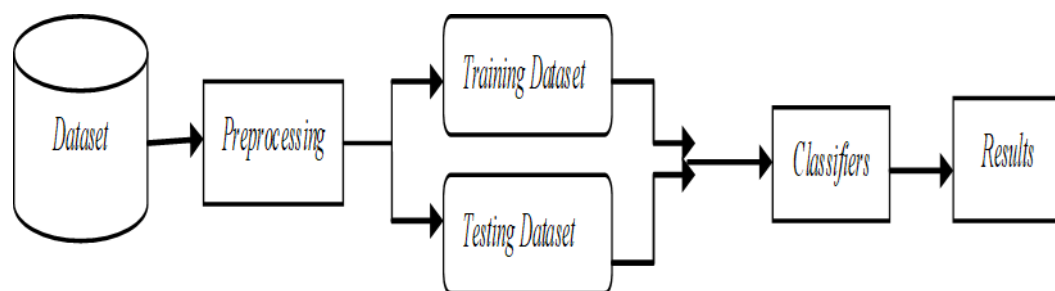 Dataset
Preprocessing
Training Dataset
Testing Dataset
Classifiers
Results